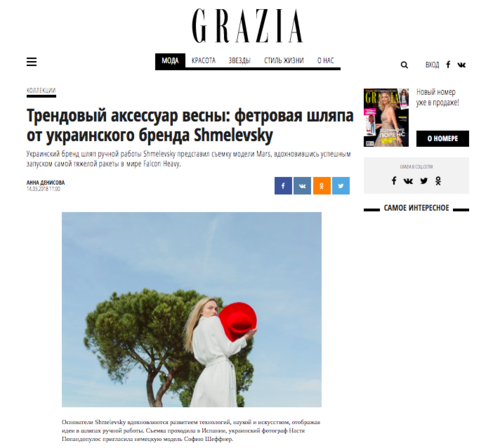 GRAZIA
МОДА КРАСОТА ЗВЕЗДЫ СТИЛЬ ЖИЗНИ О НАС
ВХОД
КОЛЛЕКЦИИ
Трендовый аксессуар весны: фетровая шляпа
от украинского бренда Shmelevsky
Украинский бренд шляп ручной работы Shmelevsky представил съемку модели Mars, вдохновившись успешным
запуском самой тяжелой ракеты в мире Falcon Heavy.
АННА ДЕНИСОВА
14.03.2018 11:00
GRAZIA
Новый номер
уже в продаже!
О НОМЕРЕ
GRAZIA В СОЦСЕТЯХ
САМОЕ ИНТЕРЕСНОЕ
Основатели Shmelevsky вдохновляются развитием технологий, наукой и искусством, отображая
идеи в шляпах ручной работы. Съемка проходила в Испании, украинский фотограф Настя
Попандопулос пригласила немецкую модель Софию Шеффнер.